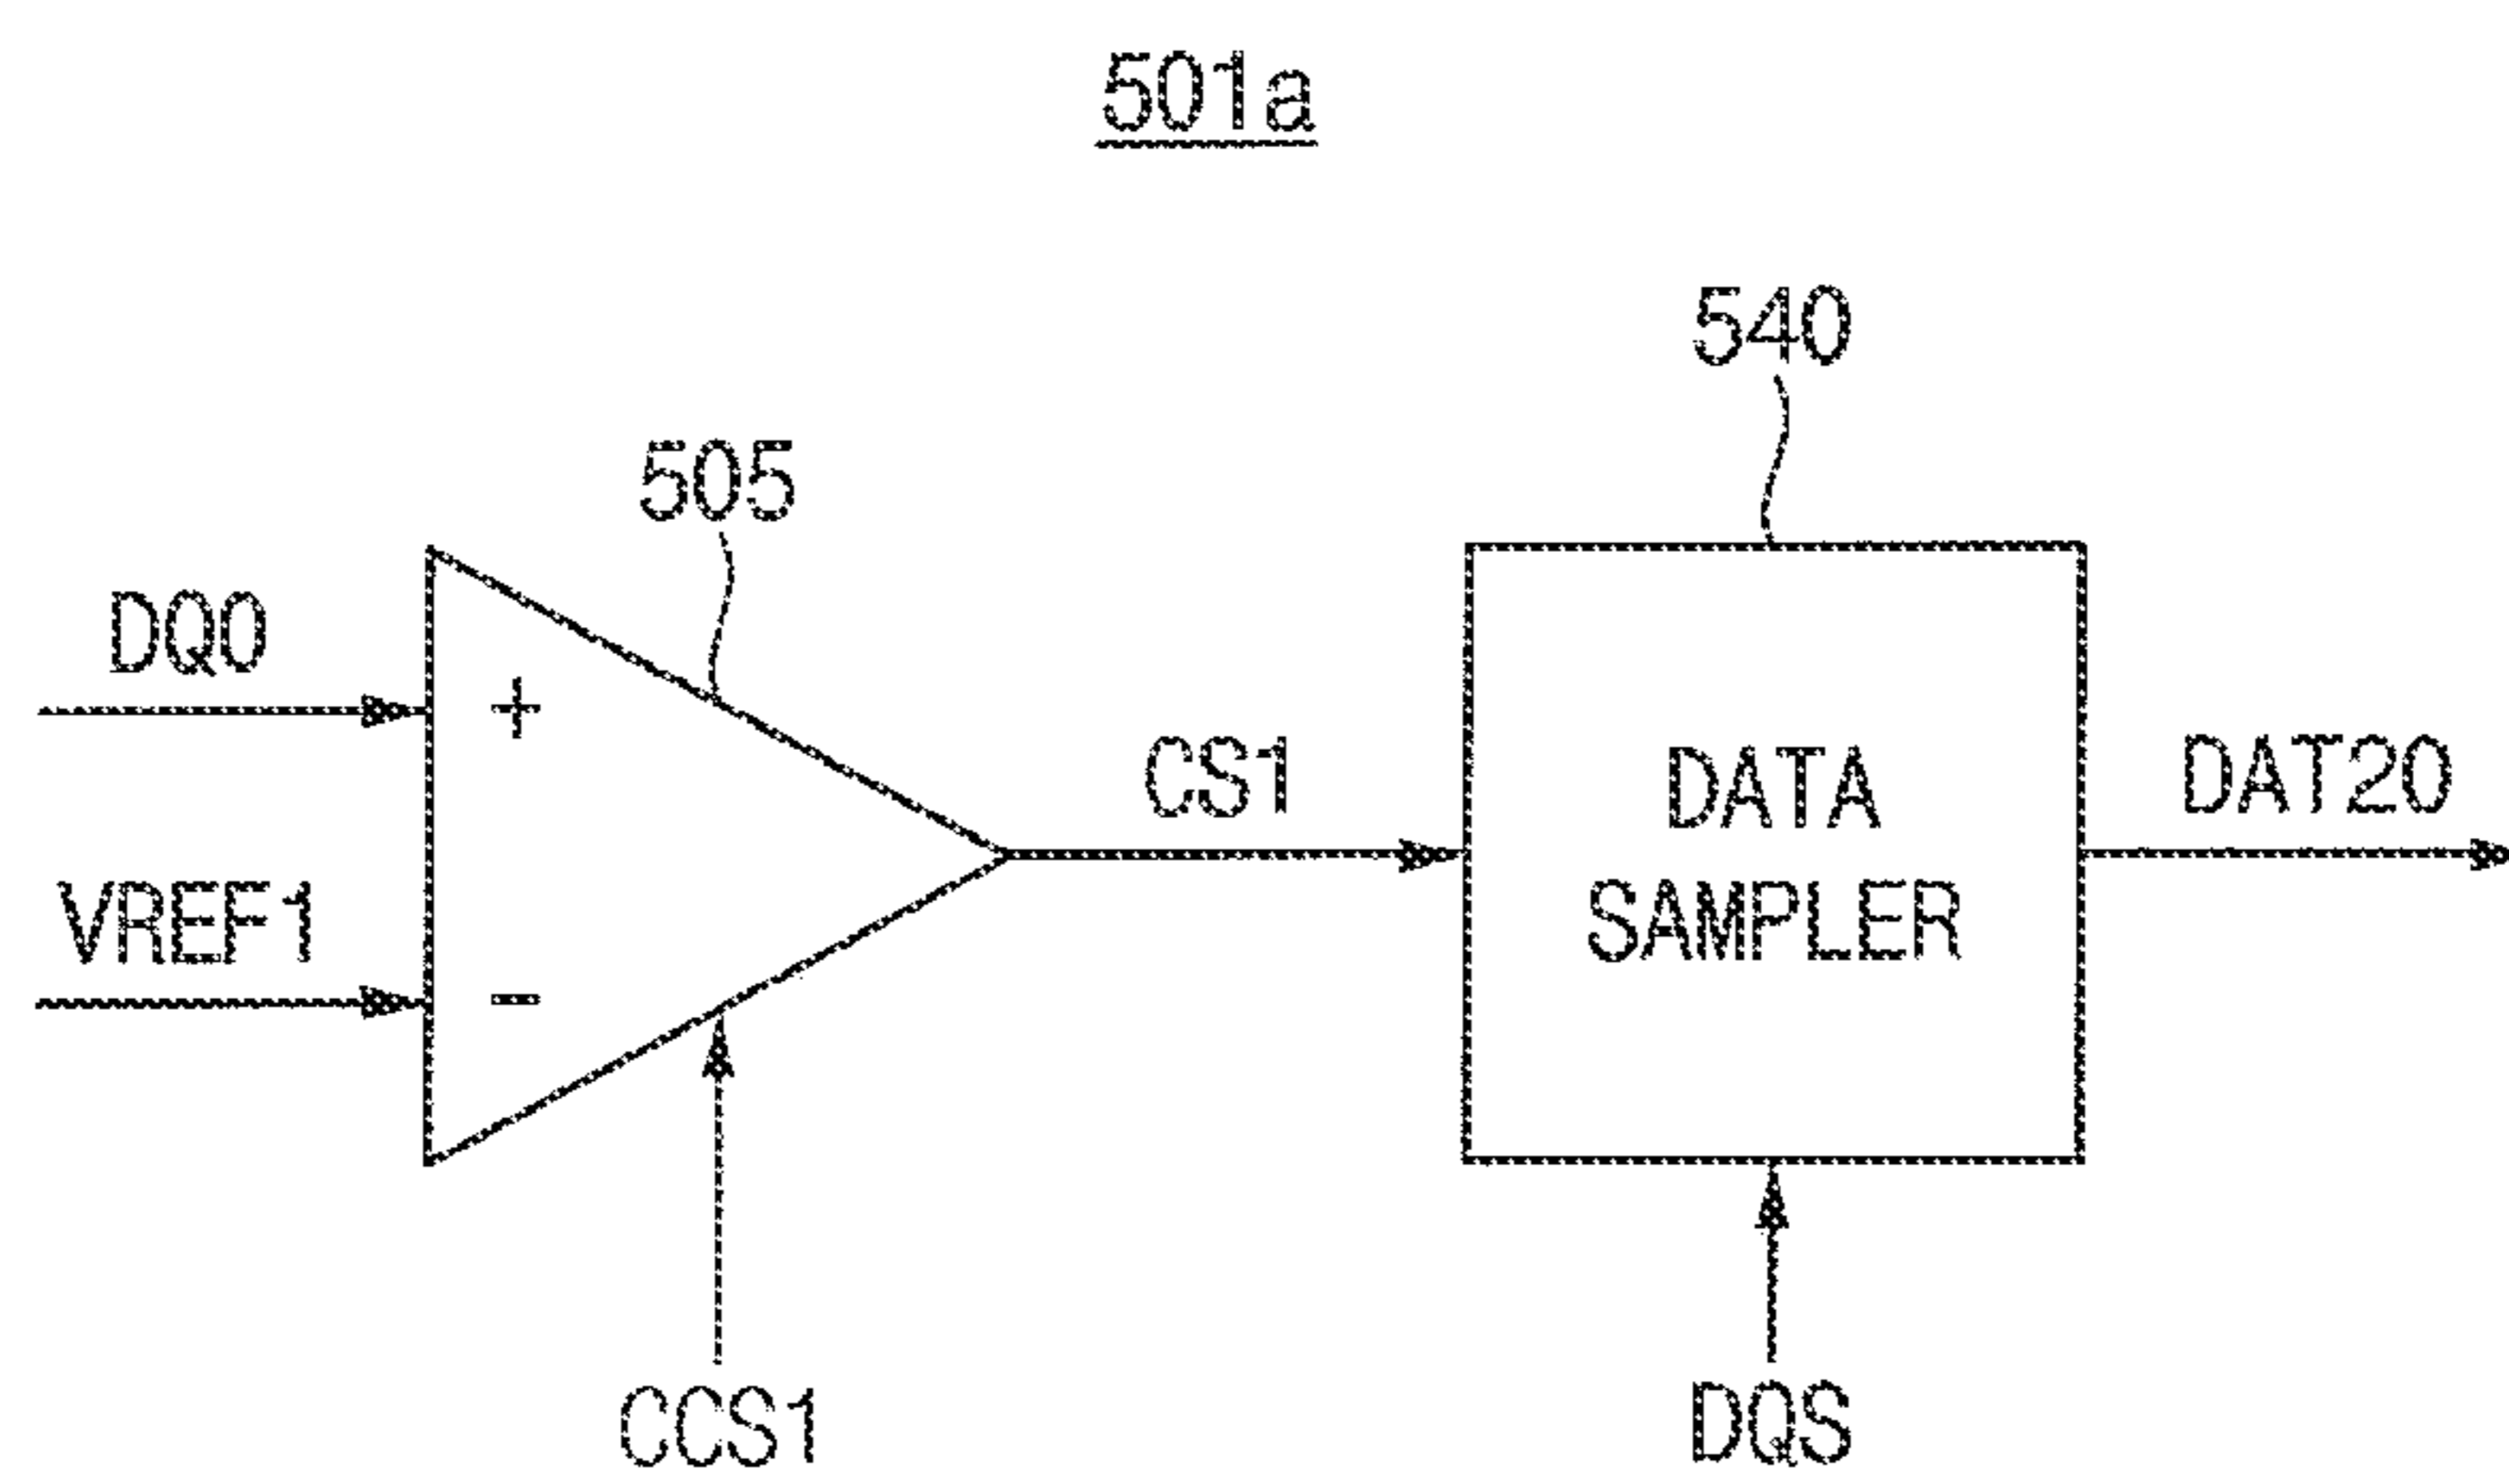 501a
540
505
DQ0
+
CS1
DATA
SAMPLER
DAT20
VREF1
-
CCS1
DQS